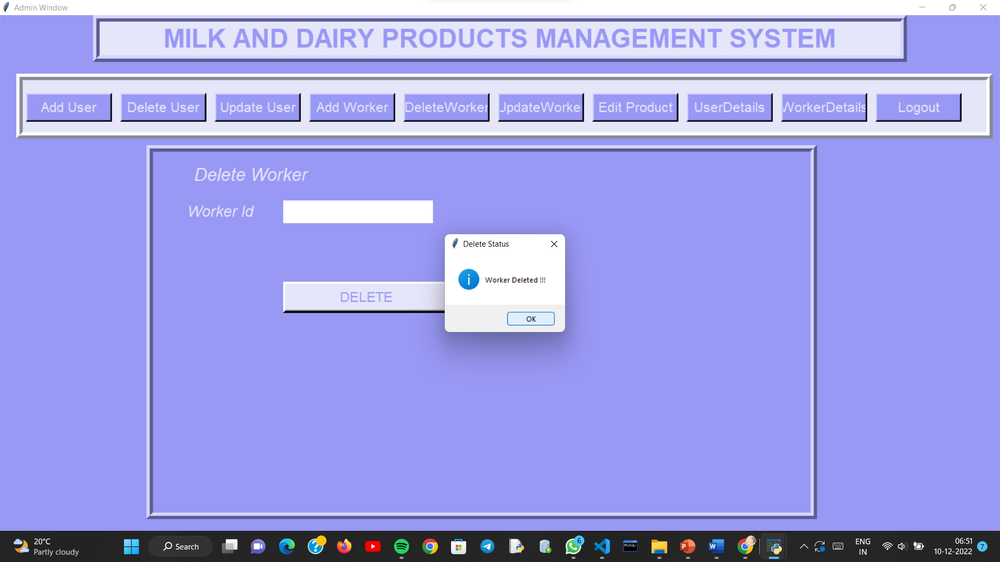 Admin Window
MILK AND DAIRY PRODUCTS MANAGEMENT SYSTEM
Add User Delete User Update User Add Worker DeleteWorker UpdateWorke Edit Product UserDetails WorkerDetails Logout
Delete Worker
Worker Id
Delete Status
Worker Deleted !!!
DELETE
OK
20°C
Partly cloudy
Search
6
MySQL
P
W
ENG
IN
06:51
10-12-2022
7